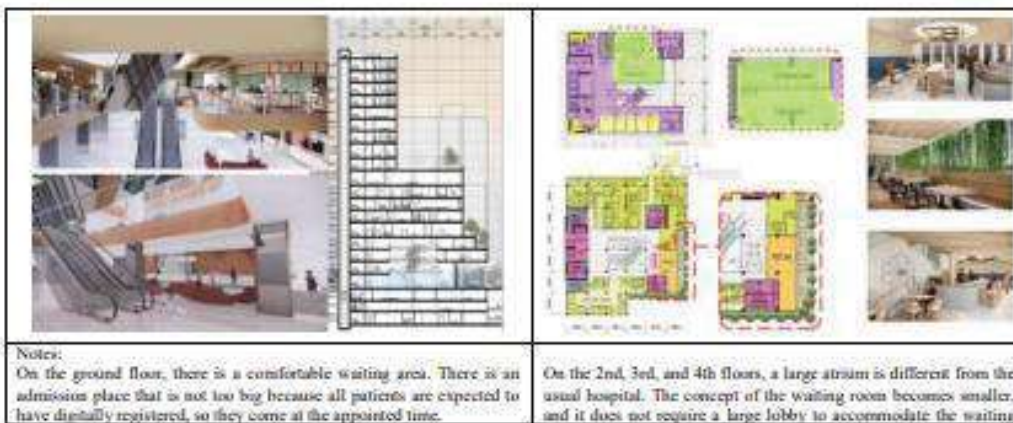 Notes:
On the ground floor, there is a comfortable waiting area. There is an
admission place that is not too big because all patients are expected to
have digitally registered, so they come at the appointed time.
On the 2nd, 3rd, and 4th floors, a large atrium is different from the
usual hospital. The concept of the waiting room becomes smaller,
and it does not require a large lobby to accommodate the waiting